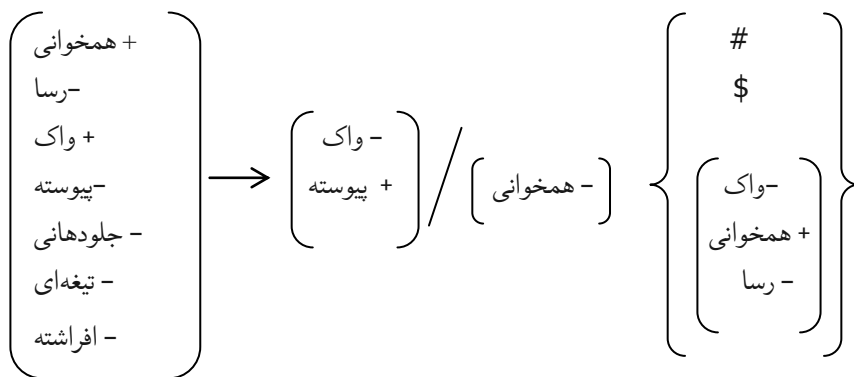 + همخوانی
–رسا
+ واک
–پیوسته
– جلودهانی
– تیغه‌ای
– افراشته
– واک
+ پیوسته
– همخوانی
#
$
–واک
+ همخوانی
– رسا